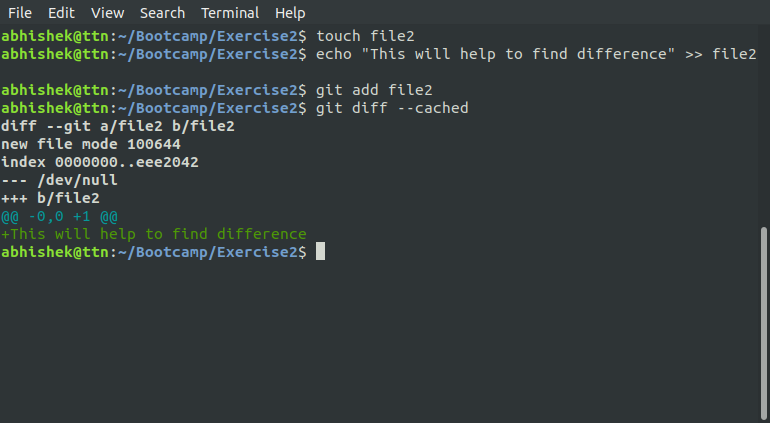 File Edit View Search Terminal Help
abhishek@ttn:~/Bootcamp/Exercise2$ touch file2
abhishek@ttn:~/Bootcamp/Exercise2$ echo "This will help to find difference" >> file2
abhishek@ttn:~/Bootcamp/Exercise2$ git add file2
abhishek@ttn:~/Bootcamp/Exercise2$ git diff --cached
diff --git a/file2 b/file2
new file mode 100644
index 0000000..eee2042
--- /dev/null
+++ b/file2
@@ -0,0 +1 @@
+This will help to find difference
abhishek@ttn:~/Bootcamp/Exercise2$